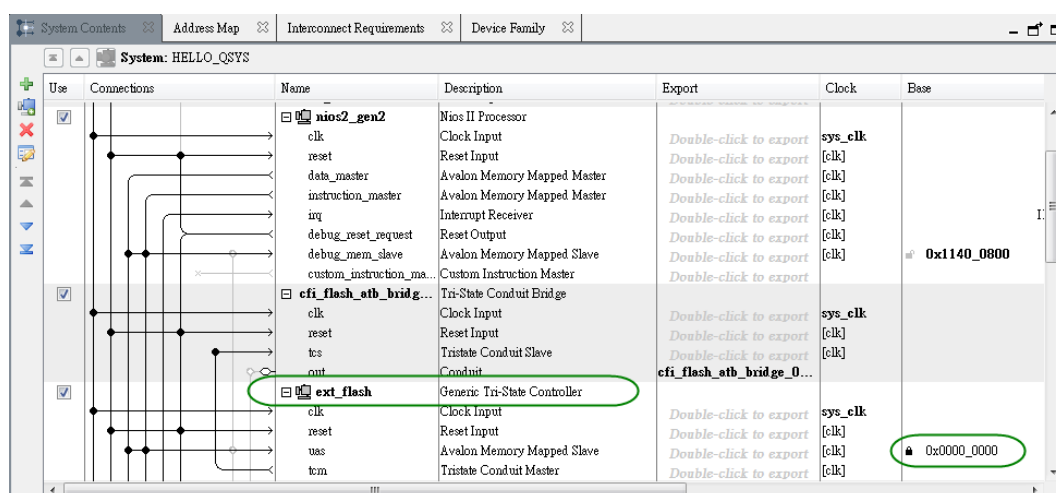 System Contents Address Map Interconnect Requirements Device Family
System: HELLO_QSYS
Use Connections Name Description Export Clock Base
nios2_gen2 Nios II Processor
clk Clock Input Double-click to export sys_clk
reset Reset Input Double-click to export [clk]
data_master Avalon Memory Mapped Master Double-click to export [clk]
instruction_master Avalon Memory Mapped Master Double-click to export [clk]
irq Interrupt Receiver Double-click to export [clk]
debug_reset_request Reset Output Double-click to export [clk]
debug_mem_slave Avalon Memory Mapped Slave Double-click to export [clk] 0x1140_0800
custom_instruction_ma... Custom Instruction Master Double-click to export
cfi_flash_atb_bridg... Tri-State Conduit Bridge
clk Clock Input Double-click to export sys_clk
reset Reset Input Double-click to export [clk]
tcs Tristate Conduit Slave Double-click to export [clk]
out Conduit cfi_flash_atb_bridge_0...
ext_flash Generic Tri-State Controller
clk Clock Input Double-click to export sys_clk
reset Reset Input Double-click to export [clk]
uas Avalon Memory Mapped Slave Double-click to export [clk] 0x0000_0000
tcm Tristate Conduit Master Double-click to export [clk]